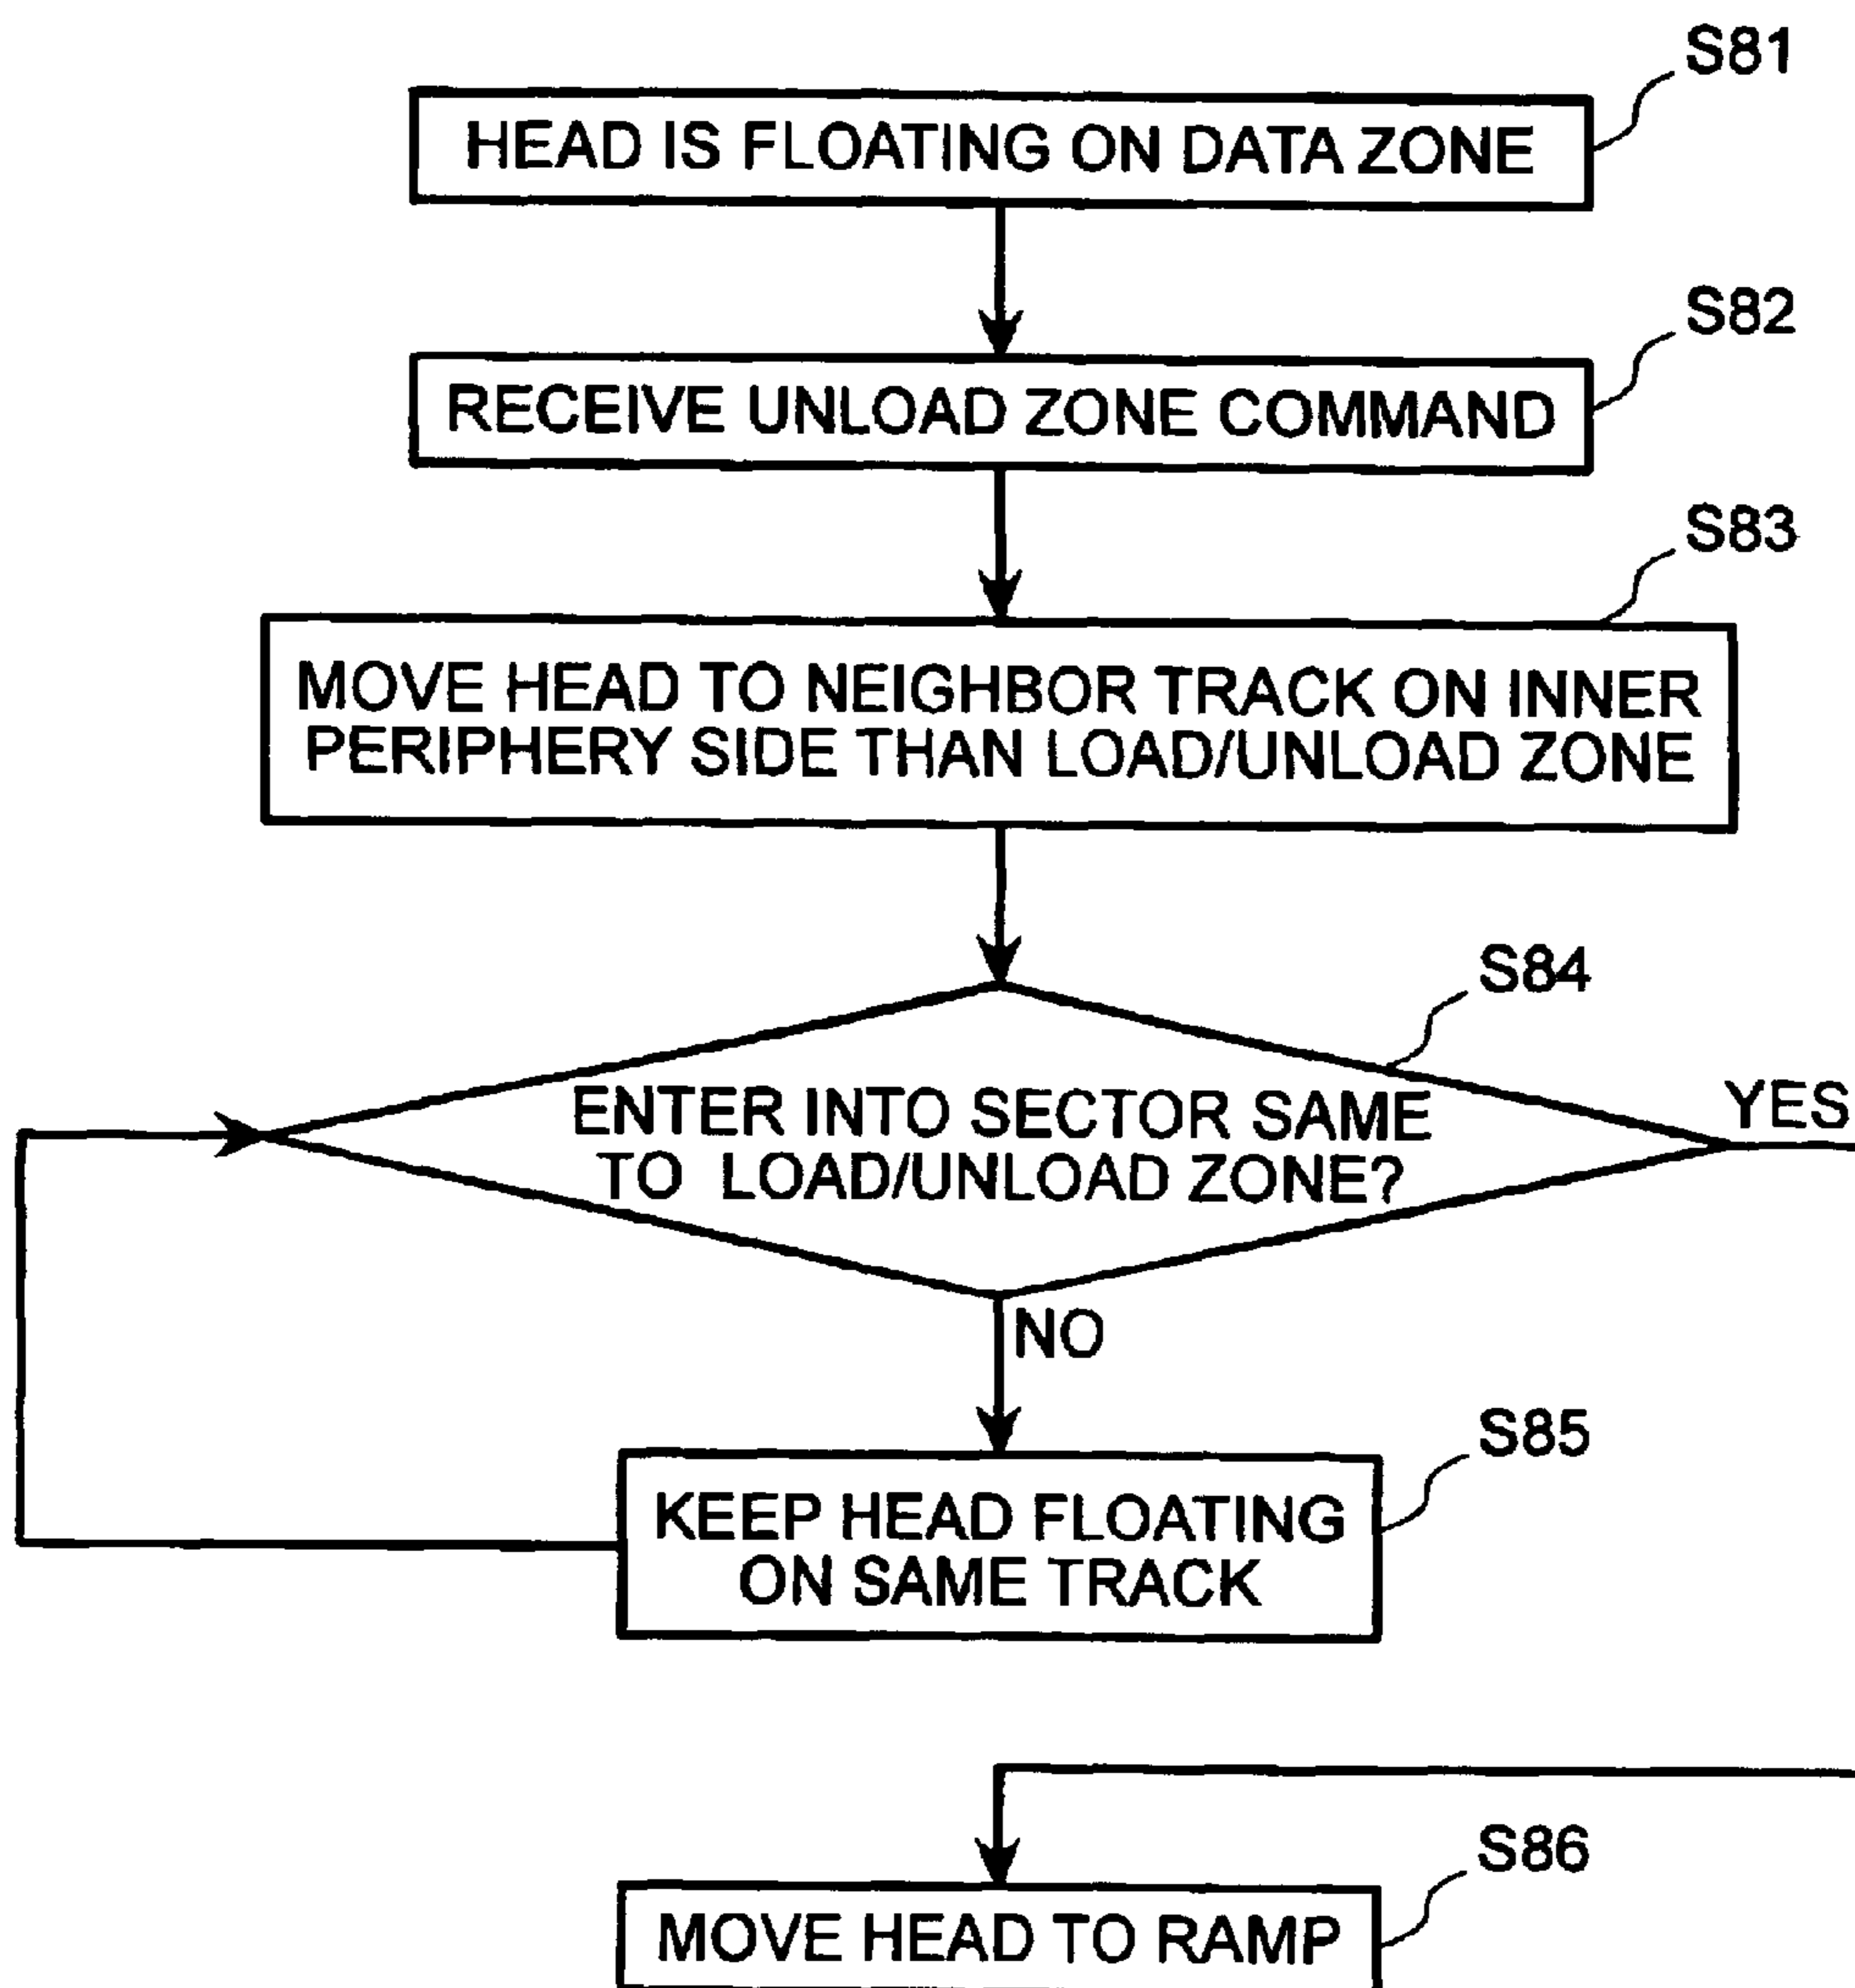 S81
HEAD IS FLOATING ON DATA ZONE
S82
RECEIVE UNLOAD ZONE COMMAND
S83
MOVE HEAD TO NEIGHBOR TRACK ON INNER
PERIPHERY SIDE THAN LOAD/UNLOAD ZONE
S84
ENTER INTO SECTOR SAME
TO LOAD/UNLOAD ZONE?
YES
NO
S85
KEEP HEAD FLOATING
ON SAME TRACK
S86
MOVE HEAD TO RAMP